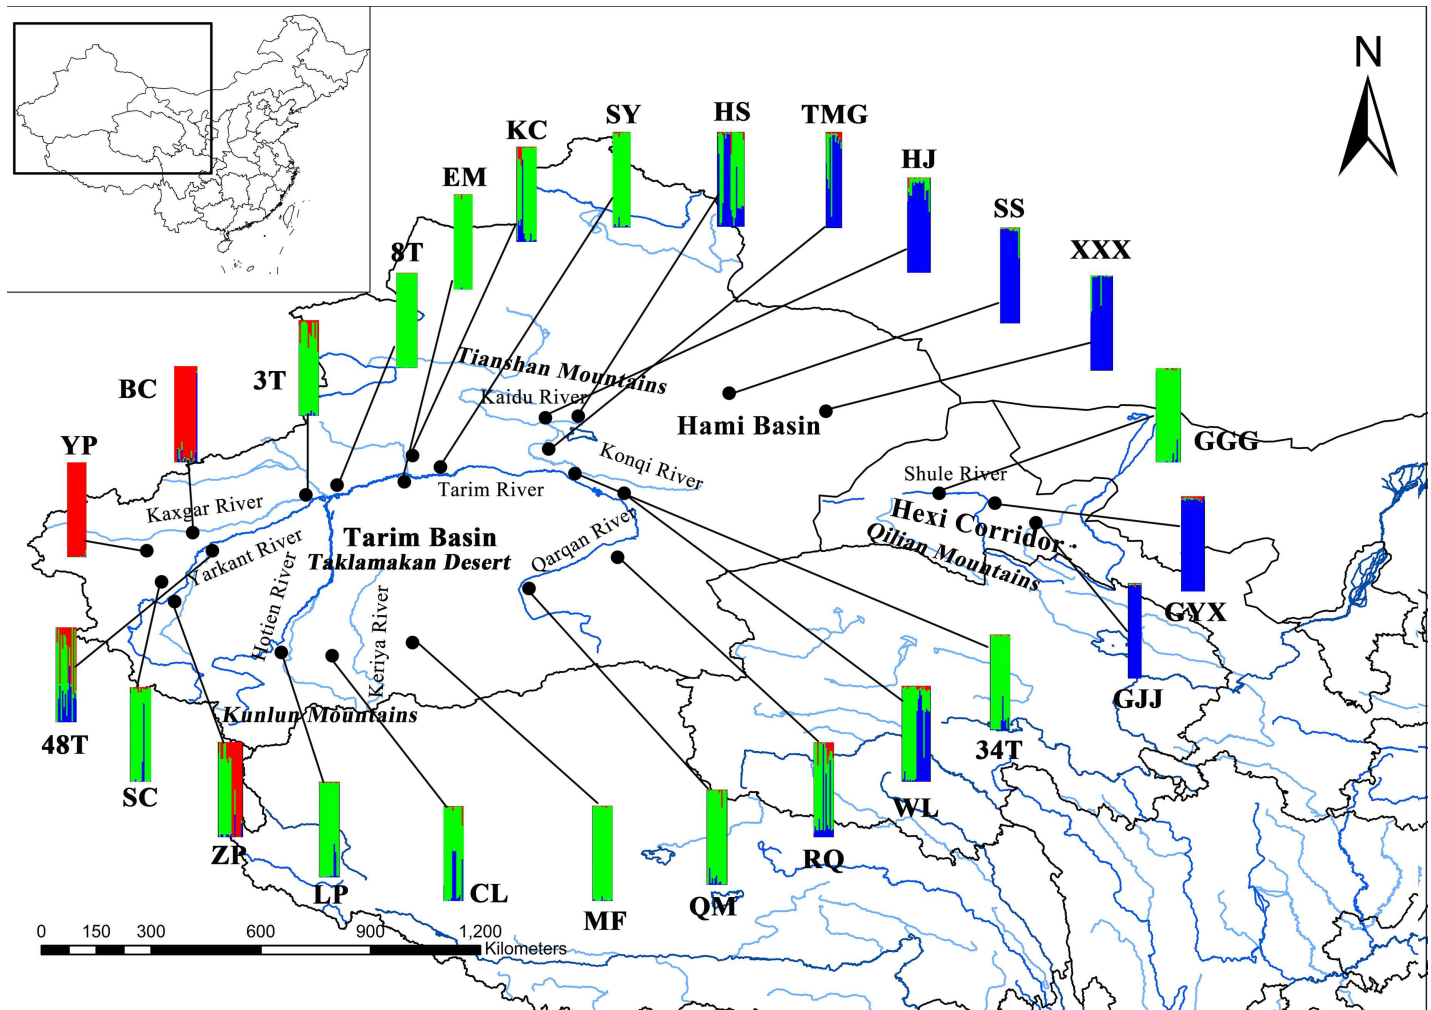 N
KC
SY
HS
TMG
EM
HJ
SS
XXX
8T
3T
BC
YP
GGG
Tianshan Mountains
Kaidu River
Hami Basin
Konqi River
Shule River
Tarim River
Kaxgar River
Hexi Corridor
Tarim Basin
Taklamakan Desert
Qarqan River
Qilian Mountains
Yarkant River
Hotien River
Keriya River
GYX
GJJ
Kunlun Mountains
48T
SC
34T
WL
ZP
LP
CL
MF
QM
RQ
0 150 300 600 900 1,200
Kilometers